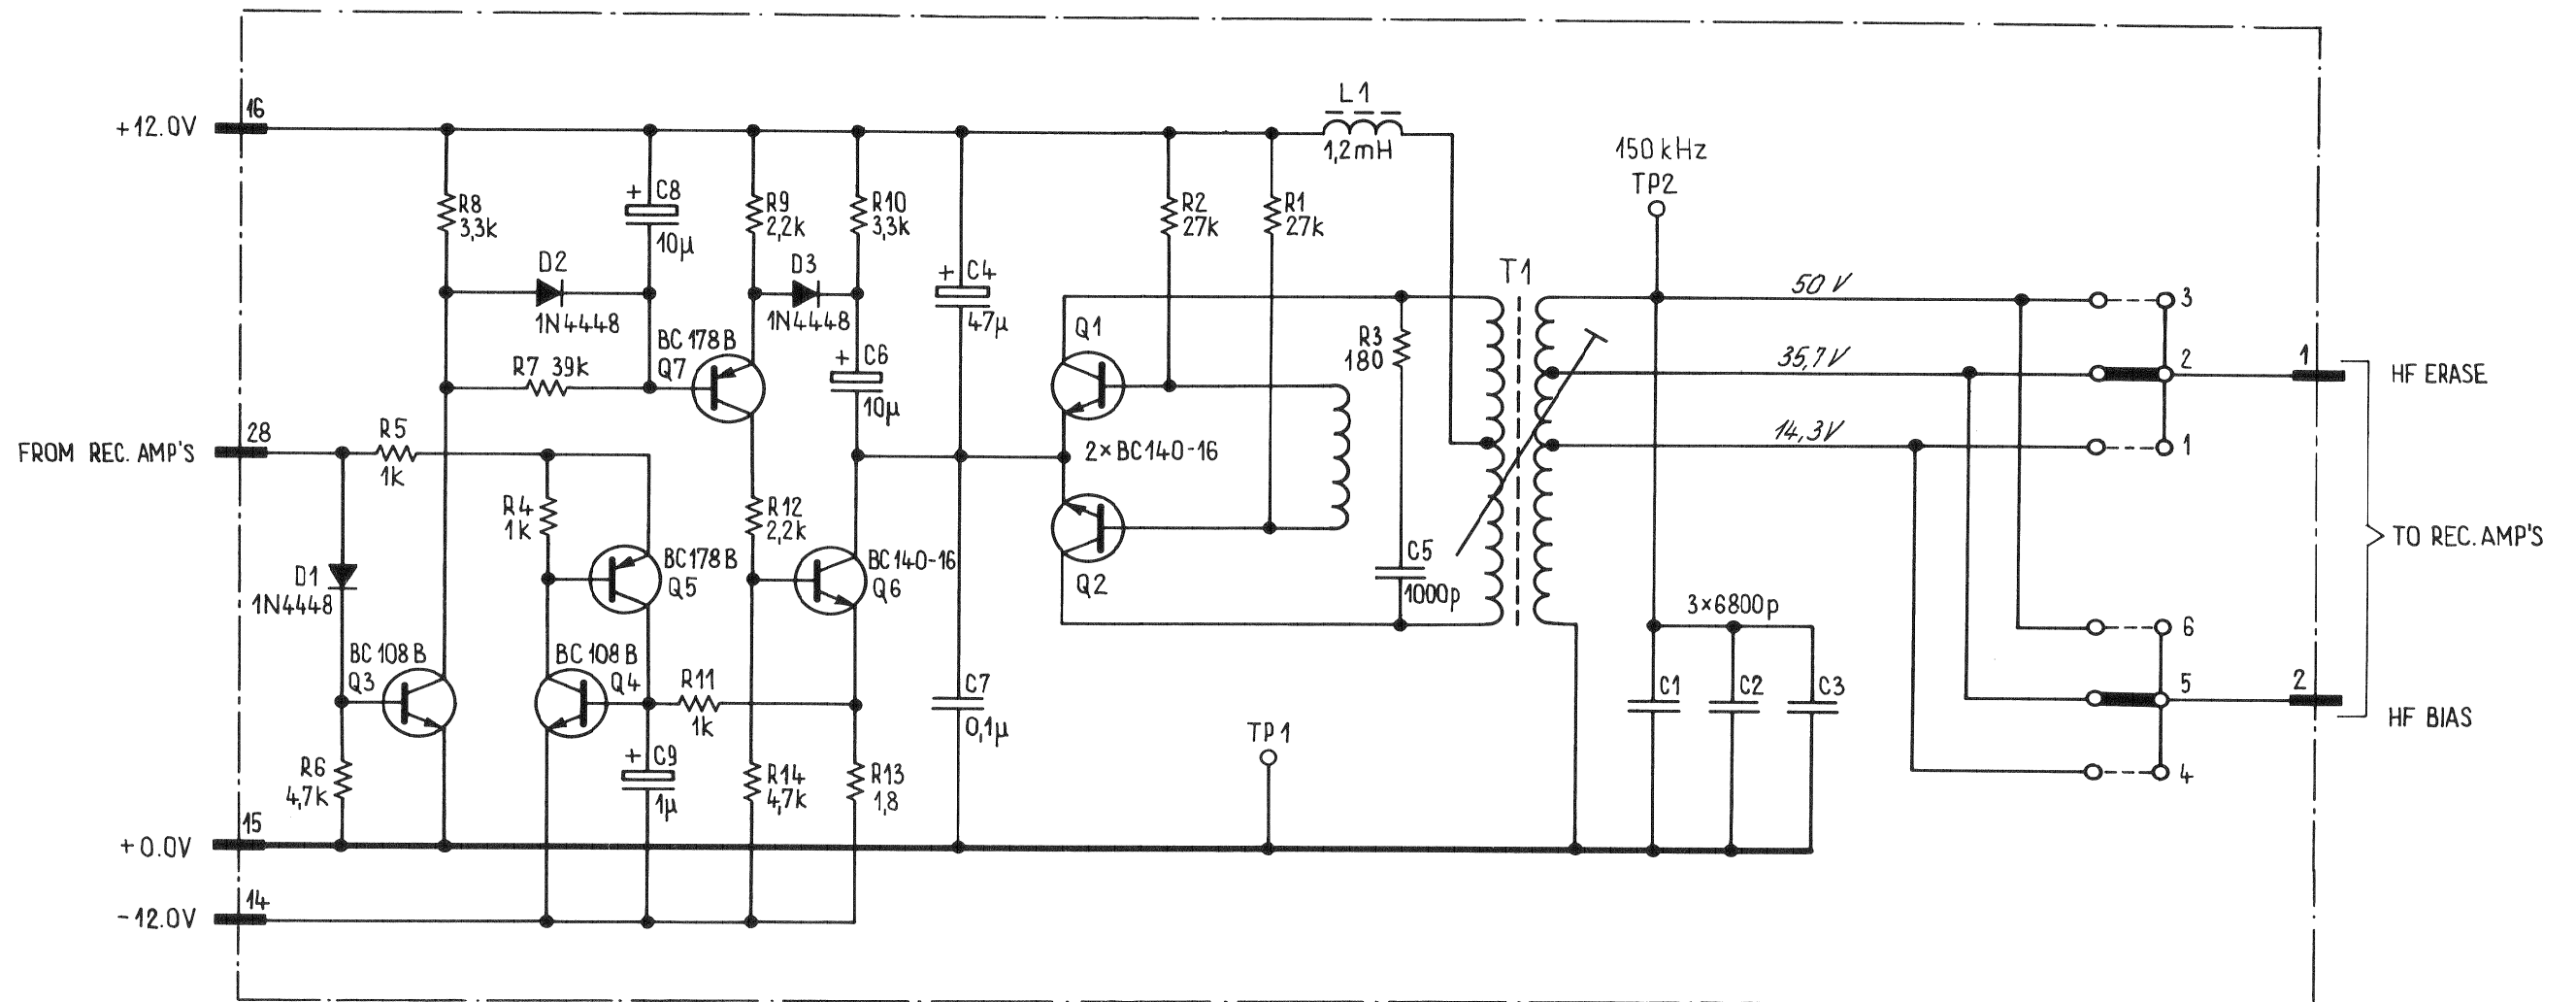 L1
16
+12.0V
1,2mH
150 kHz
TP2
R8
3,3k
+ C8
10µ
R9
2,2k
R10
3,3k
R2
27k
R1
27k
D2
1N4448
D3
1N4448
+ C4
47µ
T1
50 V
3
BC 178 B
Q7
R7 39k
+ C6
10µ
Q1
R3
180
35,7V
2
1
HF ERASE
28
FROM REC. AMP'S
R5
1k
2×BC140-16
14,3V
1
R4
1k
R12
2,2k
BC178B
Q5
BC140-16
Q6
Q2
C5
1000p
TO REC. AMP'S
D1
1N4448
3×6800p
6
BC 108 B
Q3
BC 108 B
Q4
R11
1k
C7
0,1µ
C1
C2
C3
5
2
HF BIAS
TP1
R6
4,7k
+ C9
1µ
R14
4,7k
R13
1,8
4
15
+0.0V
14
-12.0V